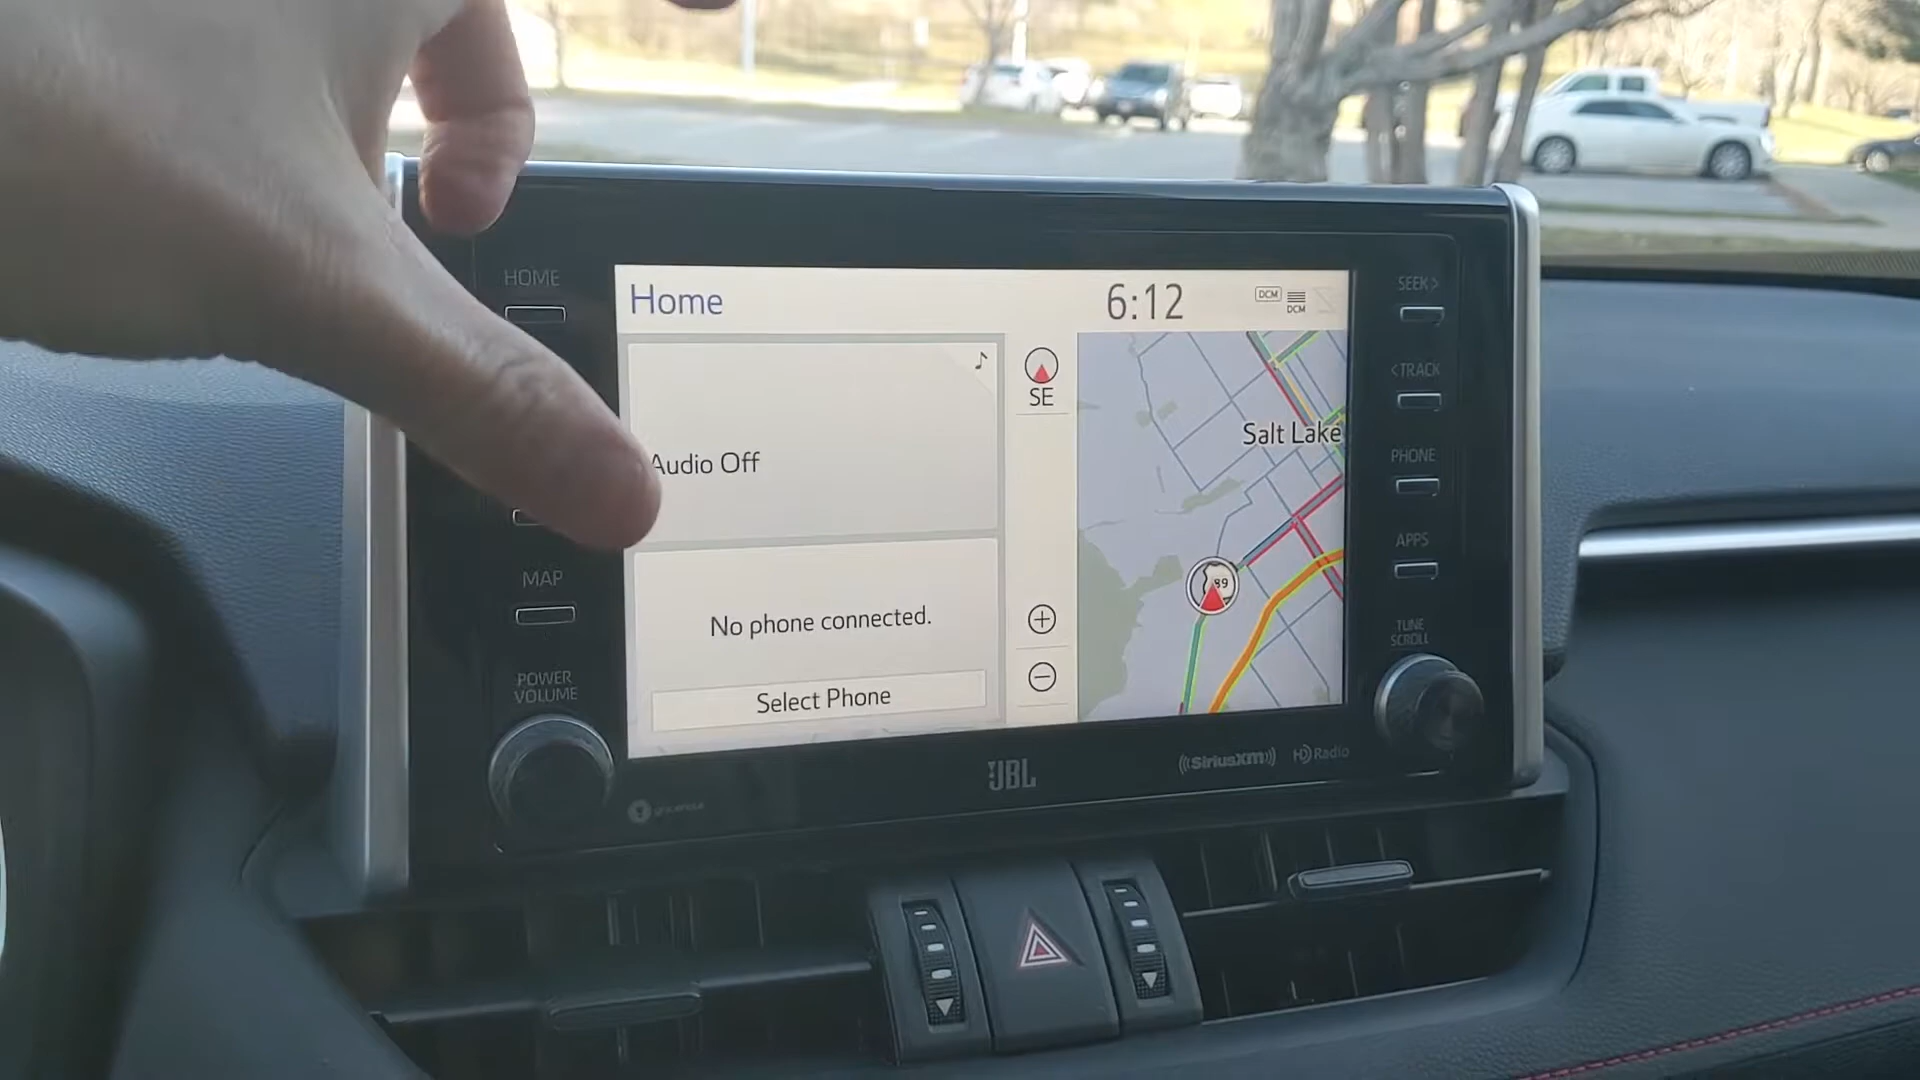 HOME
MAP
POWER
VOLUME
Home
6:12
DCM
DCM
Audio Off
SE
Salt Lake
89
No phone connected.
Select Phone
SEEK>
<TRACK
PHONE
APPS
TUNE
SCROLL
JBL
((SiriusXM))
HD Radio
gracenote